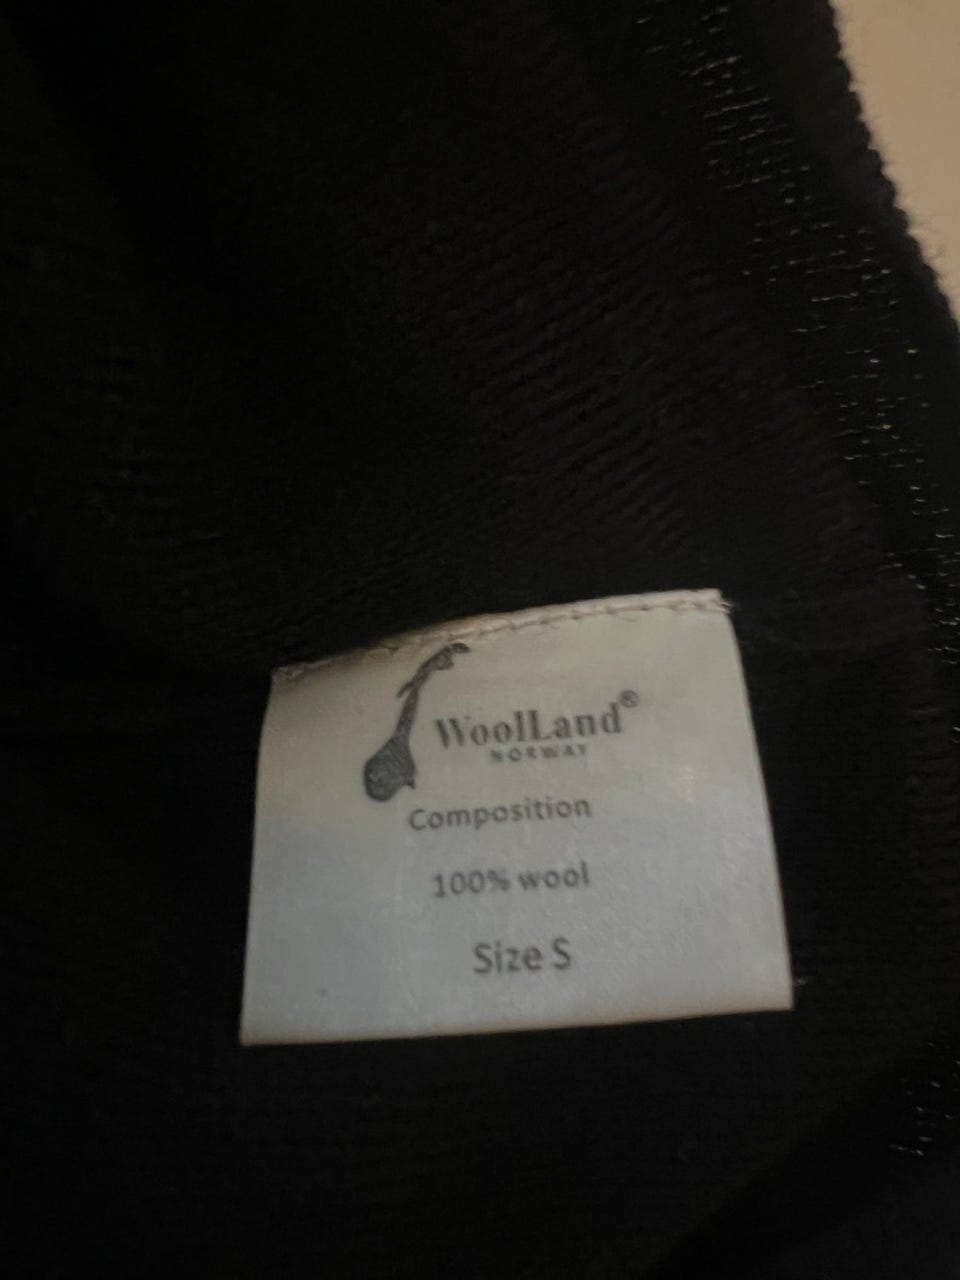 WoolLand®
NORWAY
Composition
100% wool
Size S